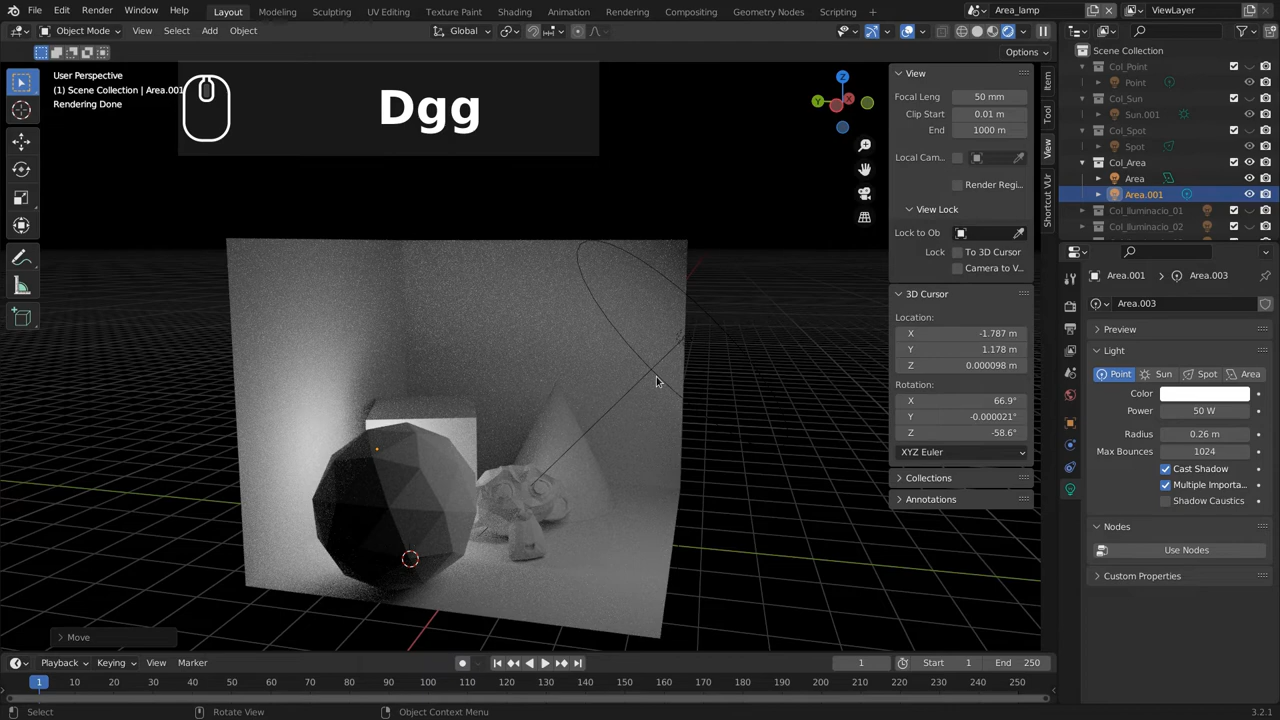 File Edit Render Window Help Layout Modeling Sculpting UV Editing Texture Paint Shading Animation Rendering Compositing Geometry Nodes Scripting Area_lamp ViewLayer
Object Mode View Select Add Object Global
Options
User Perspective
(1) Scene Collection | Area.001
Rendering Done
Dgg
View
Focal Leng 50 mm
Clip Start 0.01 m
End 1000 m
Local Cam...
Render Regi...
View Lock
Lock to Ob
Lock To 3D Cursor
Camera to V...
3D Cursor
Location:
X -1.787 m
Y 1.178 m
Z 0.000098 m
Rotation:
X 66.9°
Y -0.000021°
Z -58.6°
XYZ Euler
Collections
Annotations
Item
Tool
View
Shortcut VUr
Scene Collection
Col_Point
Point
Col_Sun
Sun.001
Col_Spot
Spot
Col_Area
Area
Area.001
Col_Iluminacio_01
Col_Iluminacio_02
Area.001 Area.003
Area.003
Preview
Light
Point Sun Spot Area
Color
Power 50 W
Radius 0.26 m
Max Bounces 1024
Cast Shadow
Multiple Importa...
Shadow Caustics
Nodes
Use Nodes
Custom Properties
Move
Playback Keying View Marker 1 Start 1 End 250
1 10 20 30 40 50 60 70 80 90 100 110 120 130 140 150 160 170 180 190 200 210 220 230 240 250
Select Rotate View Object Context Menu 3.2.1